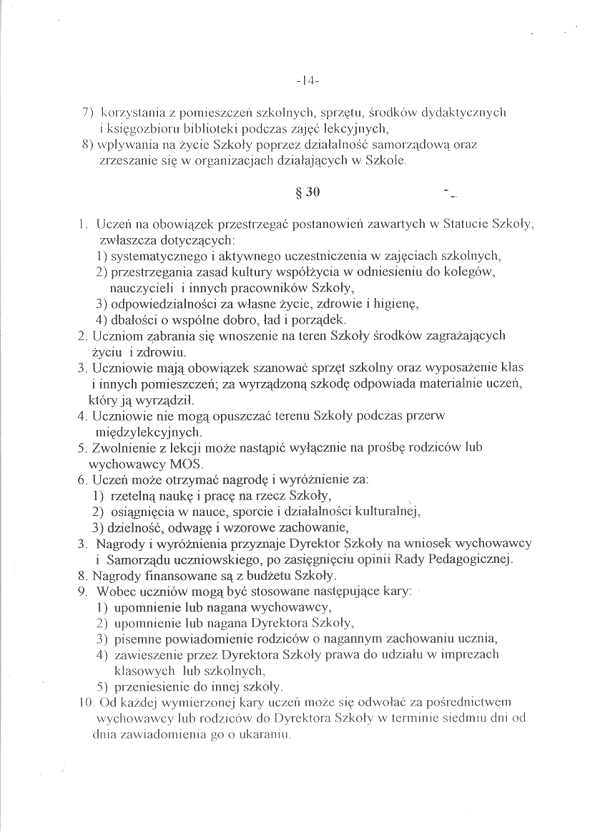 -14-
7) korzystania z pomieszczeń szkolnych, sprzętu, środków dydaktycznych
i księgozbioru biblioteki podczas zajęć lekcyjnych,
8) wpływania na życie Szkoły poprzez działalność samorządową oraz
zrzeszanie się w organizacjach działających w Szkole.
§ 30
1. Uczeń na obowiązek przestrzegać postanowień zawartych w Statucie Szkoły,
zwłaszcza dotyczących:
1) systematycznego i aktywnego uczestniczenia w zajęciach szkolnych,
2) przestrzegania zasad kultury współżycia w odniesieniu do kolegów,
nauczycieli i innych pracowników Szkoły,
3) odpowiedzialności za własne życie, zdrowie i higienę,
4) dbałości o wspólne dobro, ład i porządek.
2. Uczniom zabrania się wnoszenie na teren Szkoły środków zagrażających
życiu i zdrowiu.
3. Uczniowie mają obowiązek szanować sprzęt szkolny oraz wyposażenie klas
i innych pomieszczeń; za wyrządzoną szkodę odpowiada materialnie uczeń,
który ją wyrządził.
4. Uczniowie nie mogą opuszczać terenu Szkoły podczas przerw
międzylekcyjnych.
5. Zwolnienie z lekcji może nastąpić wyłącznie na prośbę rodziców lub
wychowawcy MOS.
6. Uczeń może otrzymać nagrodę i wyróżnienie za:
1) rzetelną naukę i pracę na rzecz Szkoły,
2) osiągnięcia w nauce, sporcie i działalności kulturalnej,
3) dzielność, odwagę i wzorowe zachowanie,
3. Nagrody i wyróżnienia przyznaje Dyrektor Szkoły na wniosek wychowawcy
i Samorządu uczniowskiego, po zasięgnięciu opinii Rady Pedagogicznej.
8. Nagrody finansowane są z budżetu Szkoły.
9. Wobec uczniów mogą być stosowane następujące kary:
1) upomnienie lub nagana wychowawcy,
2) upomnienie lub nagana Dyrektora Szkoły,
3) pisemne powiadomienie rodziców o nagannym zachowaniu ucznia,
4) zawieszenie przez Dyrektora Szkoły prawa do udziału w imprezach
klasowych lub szkolnych,
5) przeniesienie do innej szkoły.
10. Od każdej wymierzonej kary uczeń może się odwołać za pośrednictwem
wychowawcy lub rodziców do Dyrektora Szkoły w terminie siedmiu dni od
dnia zawiadomienia go o ukaraniu.